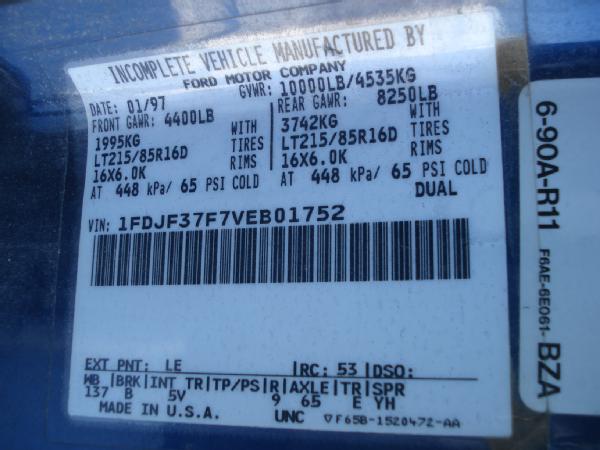 INCOMPLETE VEHICLE MANUFACTURED BY
FORD MOTOR COMPANY
DATE: 01/97 GVWR: 10000LB/4535KG
FRONT GAWR: 4400LB REAR GAWR: 8250LB
1995KG WITH 3742KG WITH
LT215/85R16D TIRES LT215/85R16D TIRES
16X6.0K RIMS 16X6.0K RIMS
AT 448 kPa/ 65 PSI COLD AT 448 kPa/ 65 PSI COLD
DUAL
VIN: 1FDJF37F7VEB01752
EXT PNT: LE |RC: 53 |DSO:
WB |BRK|INT TR|TP/PS|R|AXLE|TR|SPR
137 B 5V 9 65 E YH
MADE IN U.S.A. UNC ▽F65B-1520472-AA
6-90A-R11
F6AE-6E061-BZA